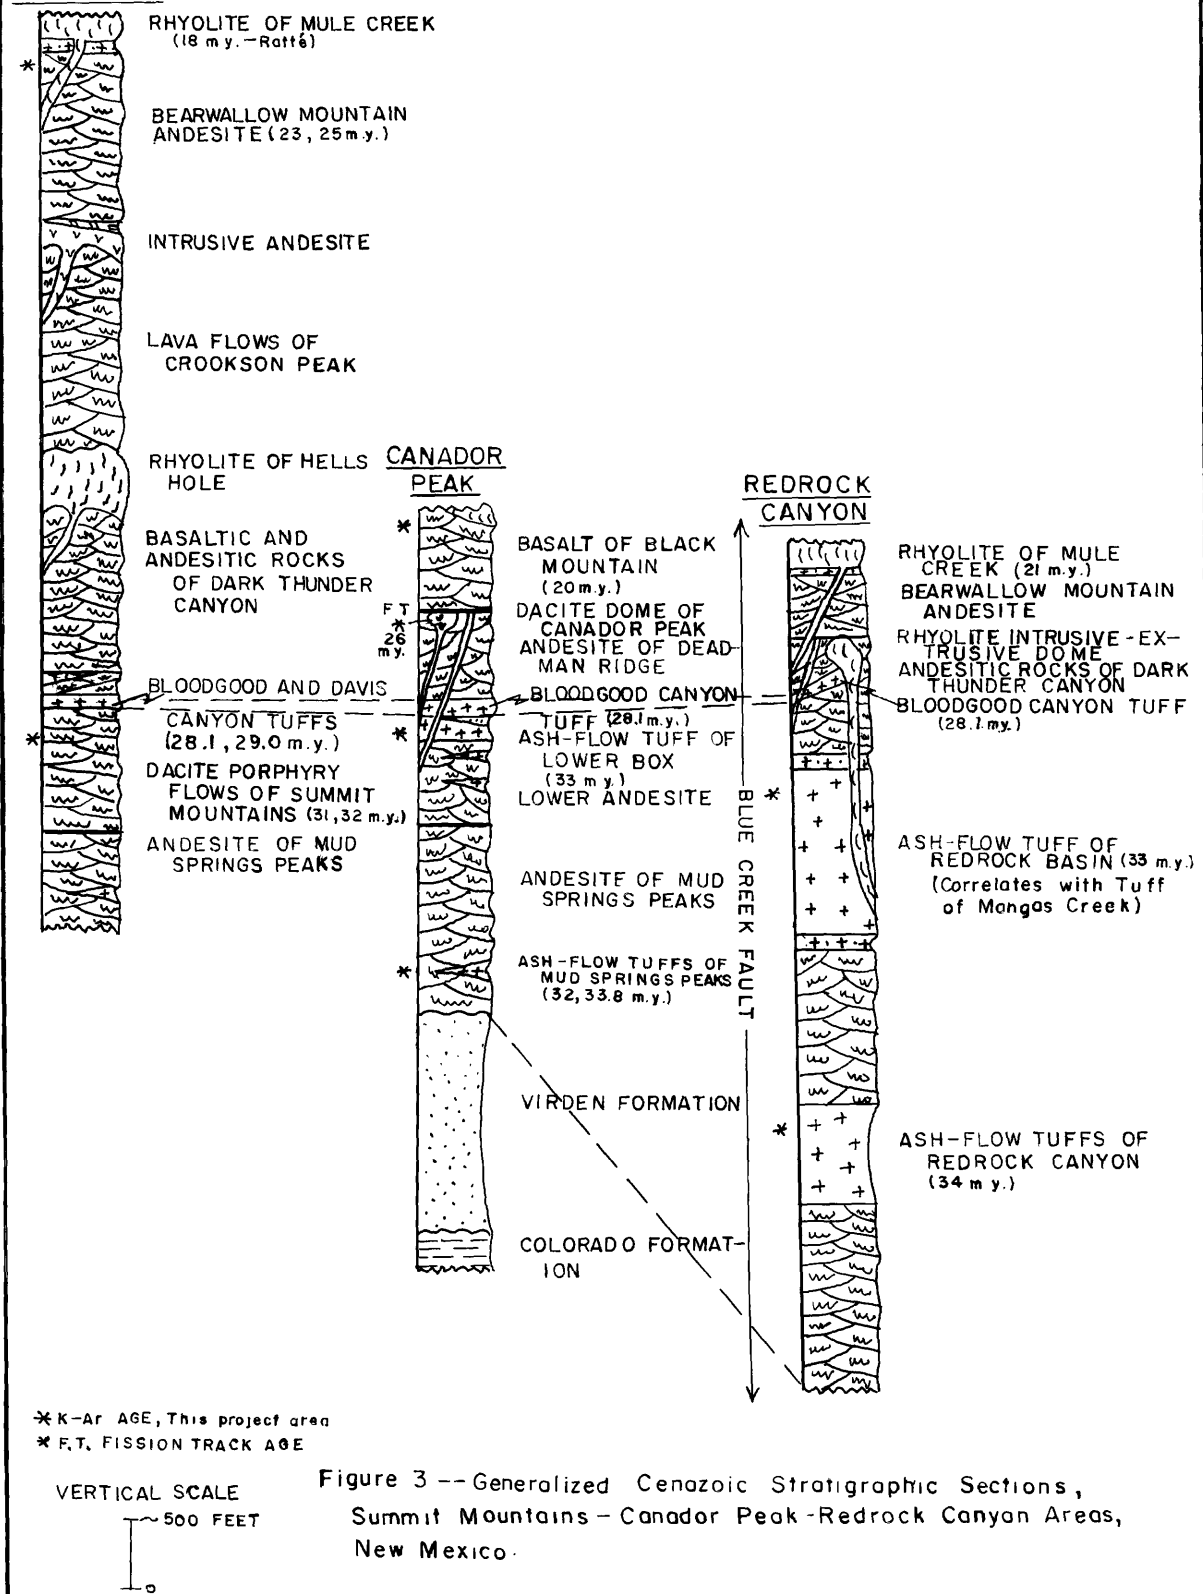 RHYOLITE OF MULE CREEK
(18 m y.-Ratté)
*
BEARWALLOW MOUNTAIN
ANDESITE (23, 25 m.y.)
INTRUSIVE ANDESITE
LAVA FLOWS OF
CROOKSON PEAK
RHYOLITE OF HELLS
HOLE
BASALTIC AND
ANDESITIC ROCKS
OF DARK THUNDER
CANYON
BLOODGOOD AND DAVIS
CANYON TUFFS
(28.1, 29.0 m.y.)
*
DACITE PORPHYRY
FLOWS OF SUMMIT
MOUNTAINS (31, 32 m.y.)
ANDESITE OF MUD
SPRINGS PEAKS
CANADOR
PEAK
*
BASALT OF BLACK
MOUNTAIN
(20 m.y.)
F T
*
26
my.
DACITE DOME OF
CANADOR PEAK
ANDESITE OF DEAD-
MAN RIDGE
BLOODGOOD CANYON
TUFF (28.1 m.y.)
*
ASH-FLOW TUFF OF
LOWER BOX
(33 m y.)
LOWER ANDESITE
ANDESITE OF MUD
SPRINGS PEAKS
*
ASH-FLOW TUFFS OF
MUD SPRINGS PEAKS
(32, 33.8 m.y.)
VIRDEN FORMATION
COLORADO FORMAT-
ION
BLUE CREEK FAULT
REDROCK
CANYON
RHYOLITE OF MULE
CREEK (21 m.y.)
BEARWALLOW MOUNTAIN
ANDESITE
RHYOLITE INTRUSIVE-EX-
TRUSIVE DOME
ANDESITIC ROCKS OF DARK
THUNDER CANYON
BLOODGOOD CANYON TUFF
(28.1 my.)
*
ASH-FLOW TUFF OF
REDROCK BASIN (33 m.y.)
(Correlates with Tuff
of Mangas Creek)
*
ASH-FLOW TUFFS OF
REDROCK CANYON
(34 m y.)
* K-Ar AGE, This project area
* F.T. FISSION TRACK AGE
VERTICAL SCALE
~500 FEET
0
Figure 3 -- Generalized Cenozoic Stratigraphic Sections,
Summit Mountains - Canador Peak - Redrock Canyon Areas,
New Mexico.